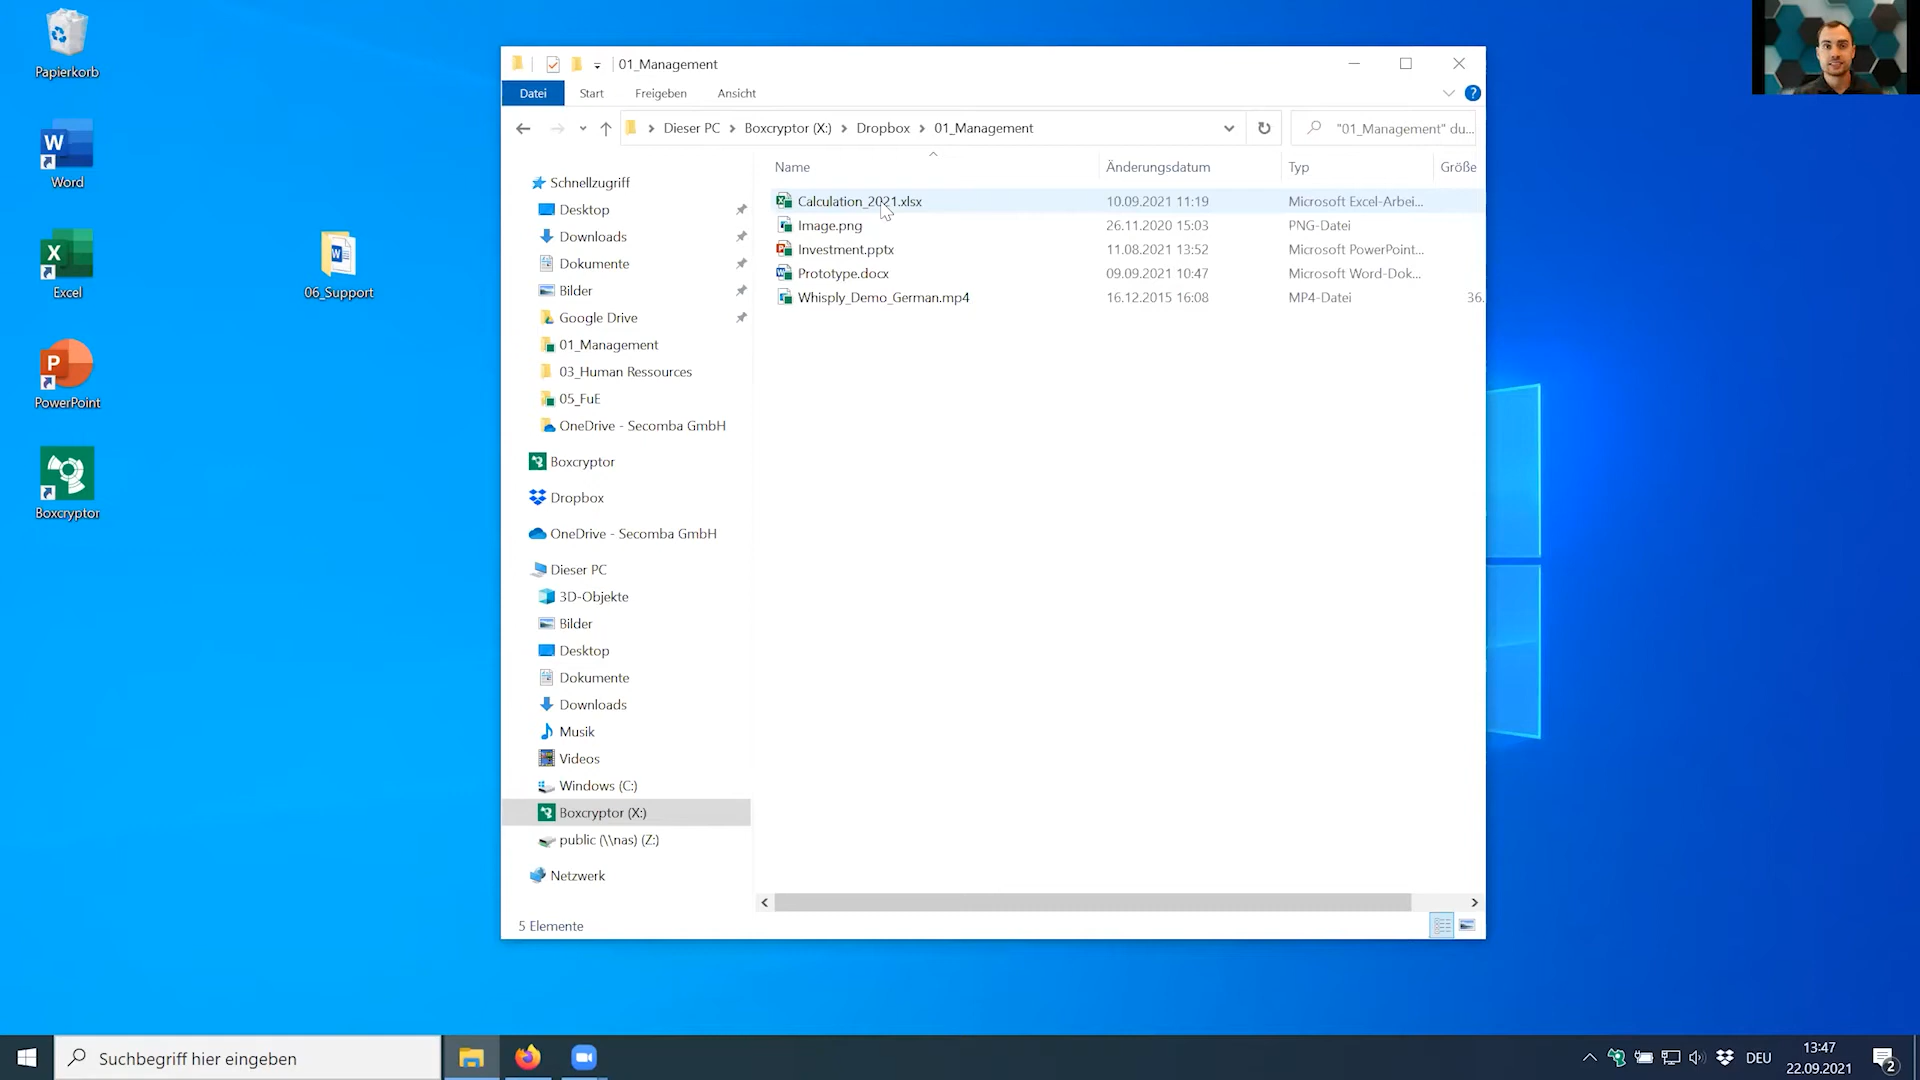 Papierkorb
Word
Excel
PowerPoint
Boxcryptor
06_Support
01_Management
Datei Start Freigeben Ansicht
Dieser PC Boxcryptor (X:) Dropbox 01_Management
"01_Management" du...
Name Änderungsdatum Typ Größe
Calculation_2021.xlsx 10.09.2021 11:19 Microsoft Excel-Arbei...
Image.png 26.11.2020 15:03 PNG-Datei
Investment.pptx 11.08.2021 13:52 Microsoft PowerPoint...
Prototype.docx 09.09.2021 10:47 Microsoft Word-Dok...
Whisply_Demo_German.mp4 16.12.2015 16:08 MP4-Datei 36.
Schnellzugriff
Desktop
Downloads
Dokumente
Bilder
Google Drive
01_Management
03_Human Ressources
05_FuE
OneDrive - Secomba GmbH
Boxcryptor
Dropbox
OneDrive - Secomba GmbH
Dieser PC
3D-Objekte
Bilder
Desktop
Dokumente
Downloads
Musik
Videos
Windows (C:)
Boxcryptor (X:)
public (\\nas) (Z:)
Netzwerk
5 Elemente
Suchbegriff hier eingeben
DEU
13:47
22.09.2021
2